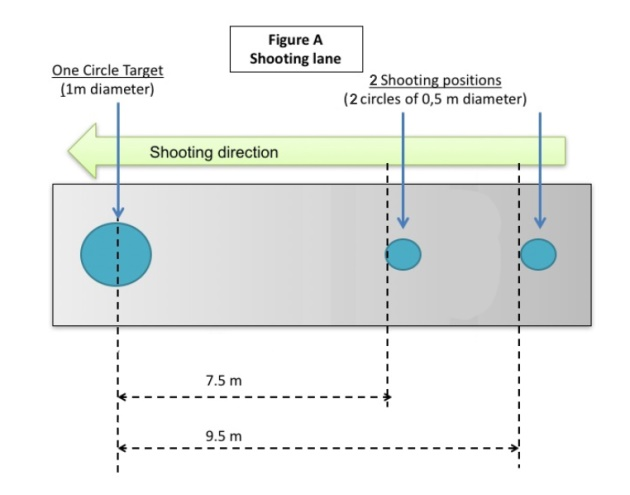 Figure A
Shooting lane
One Circle Target
(1m diameter)
2 Shooting positions
(2 circles of 0,5 m diameter)
Shooting direction
7.5 m
9.5 m